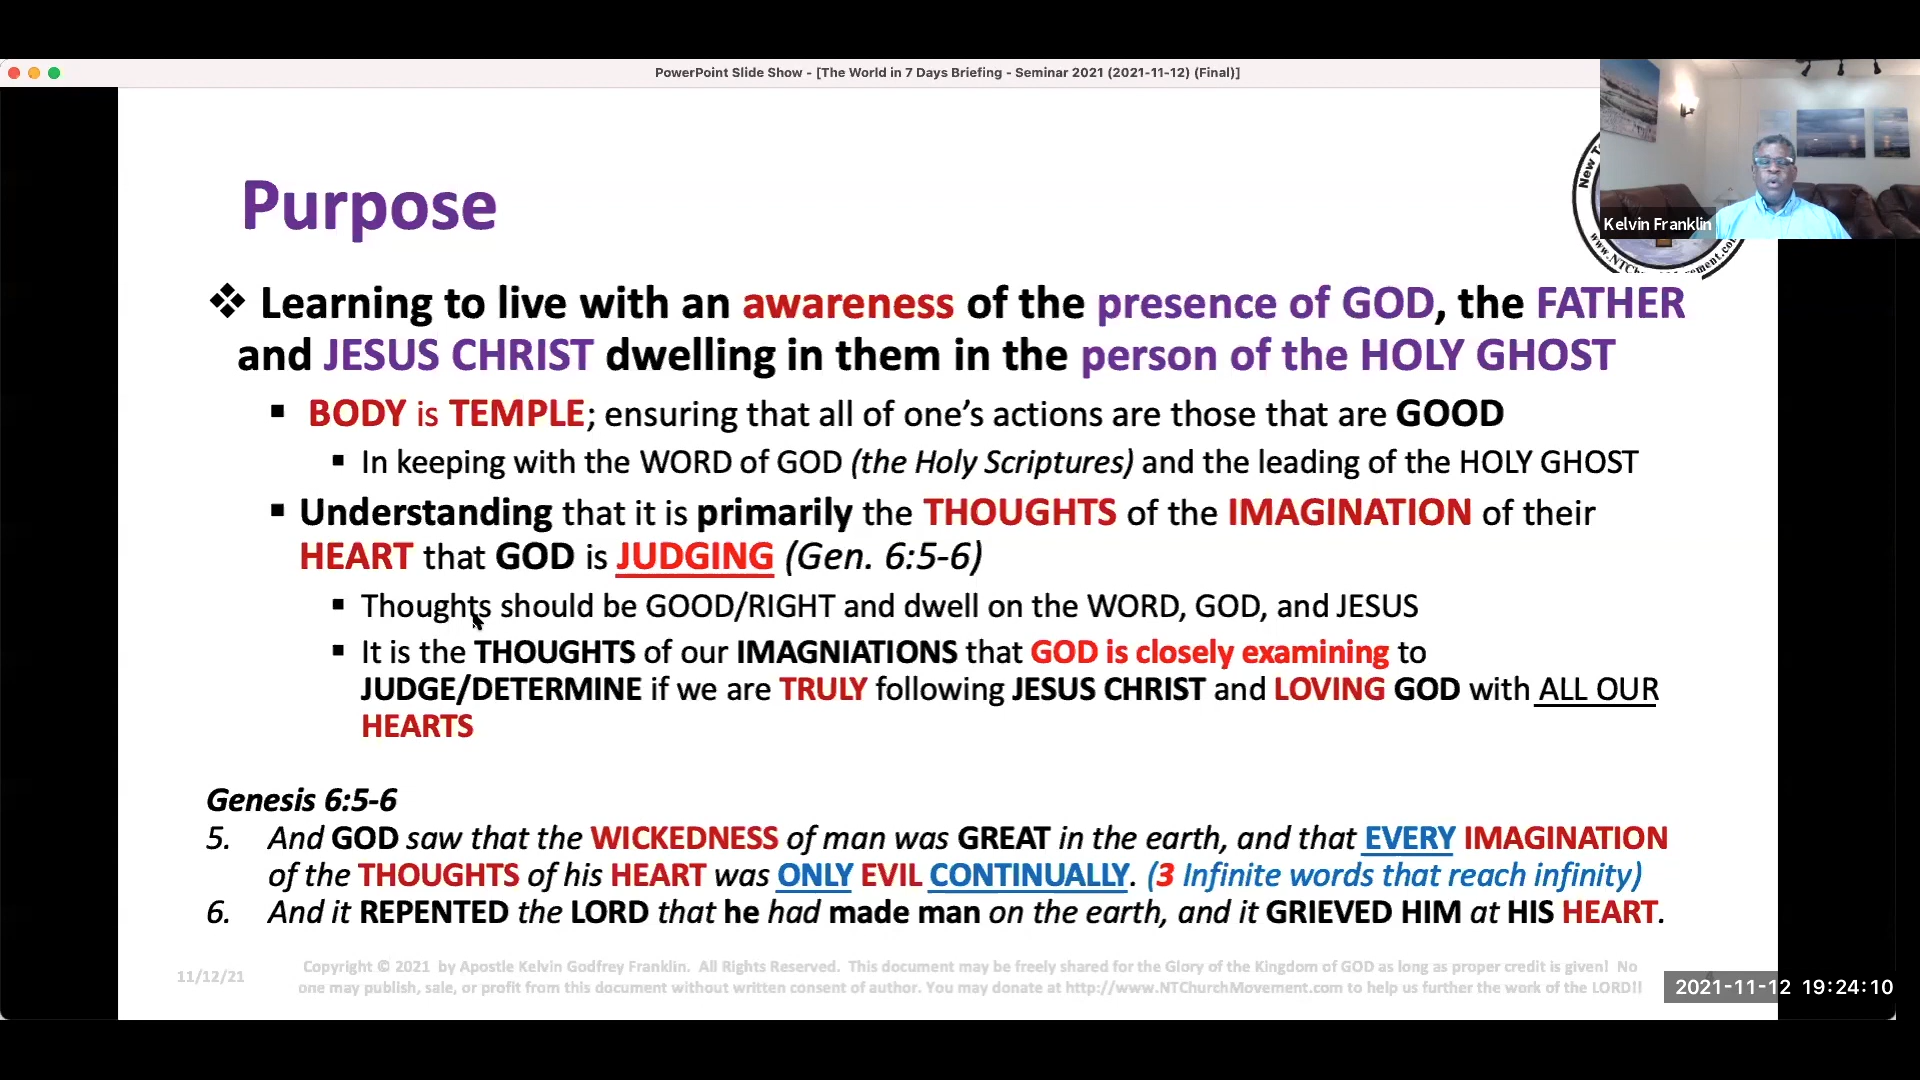 PowerPoint Slide Show - [The World in 7 Days Briefing - Seminar 2021 (2021-11-12) (Final)]
Kelvin Franklin
Purpose
❖ Learning to live with an awareness of the presence of GOD, the FATHER
and JESUS CHRIST dwelling in them in the person of the HOLY GHOST
▪ BODY is TEMPLE; ensuring that all of one’s actions are those that are GOOD
▪ In keeping with the WORD of GOD (the Holy Scriptures) and the leading of the HOLY GHOST
▪ Understanding that it is primarily the THOUGHTS of the IMAGINATION of their
HEART that GOD is JUDGING (Gen. 6:5-6)
▪ Thoughts should be GOOD/RIGHT and dwell on the WORD, GOD, and JESUS
▪ It is the THOUGHTS of our IMAGNIATIONS that GOD is closely examining to
JUDGE/DETERMINE if we are TRULY following JESUS CHRIST and LOVING GOD with ALL OUR
HEARTS
Genesis 6:5-6
5. And GOD saw that the WICKEDNESS of man was GREAT in the earth, and that EVERY IMAGINATION
of the THOUGHTS of his HEART was ONLY EVIL CONTINUALLY. (3 Infinite words that reach infinity)
6. And it REPENTED the LORD that he had made man on the earth, and it GRIEVED HIM at HIS HEART.
11/12/21
Copyright © 2021 by Apostle Kelvin Godfrey Franklin. All Rights Reserved. This document may be freely shared for the Glory of the Kingdom of GOD as long as proper credit is given! No
one may publish, sale, or profit from this document without written consent of author. You may donate at http://www.NTChurchMovement.com to help us further the work of the LORD!!
2021-11-12 19:24:10